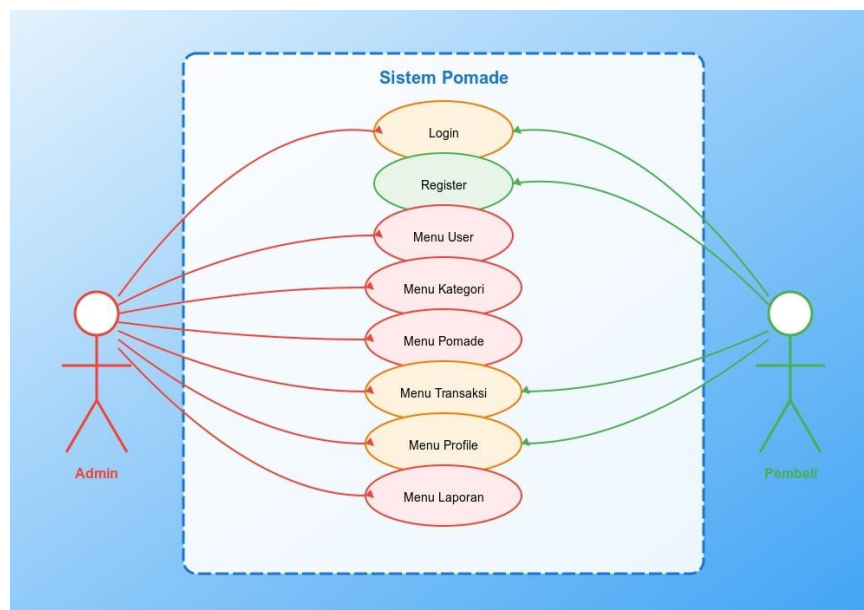 Sistem Pomade
Login
Register
Menu User
Menu Kategori
Menu Pomade
Menu Transaksi
Menu Profile
Menu Laporan
Admin
Pembeli